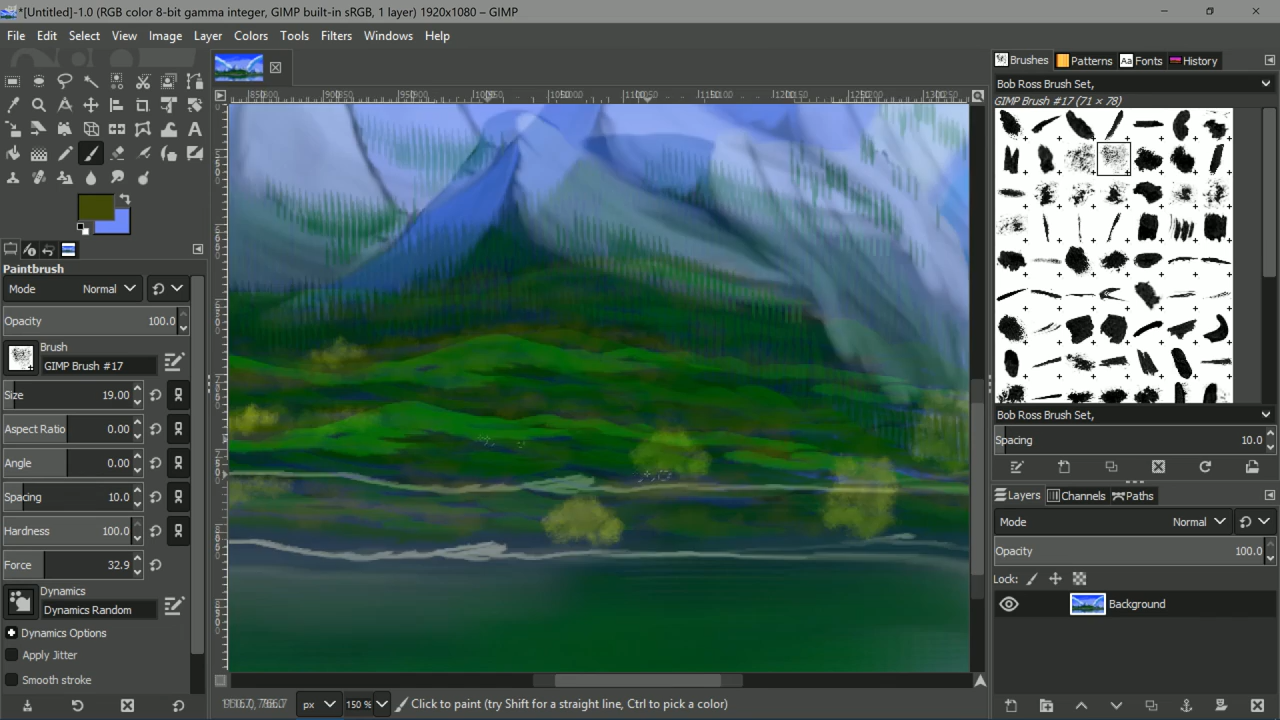 *[Untitled]-1.0 (RGB color 8-bit gamma integer, GIMP built-in sRGB, 1 layer) 1920x1080 – GIMP
File Edit Select View Image Layer Colors Tools Filters Windows Help
Brushes Patterns Aa Fonts History
Bob Ross Brush Set,
GIMP Brush #17 (71 × 78)
Paintbrush
Mode Normal
Opacity 100.0
Brush
GIMP Brush #17
Size 19.00
Aspect Ratio 0.00
Angle 0.00
Spacing 10.0
Hardness 100.0
Force 32.9
Dynamics
Dynamics Random
Dynamics Options
Apply Jitter
Smooth stroke
px 150 % Click to paint (try Shift for a straight line, Ctrl to pick a color)
Bob Ross Brush Set,
Spacing 10.0
Layers Channels Paths
Mode Normal
Opacity 100.0
Lock:
Background